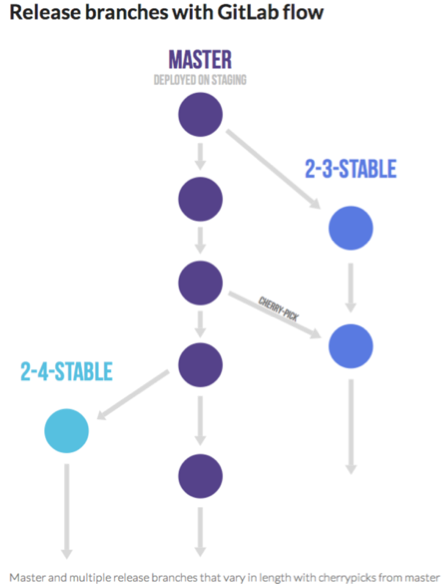 Release branches with GitLab flow
MASTER
DEPLOYED ON STAGING
2-3-STABLE
CHERRY-PICK
2-4-STABLE
Master and multiple release branches that vary in length with cherrypicks from master